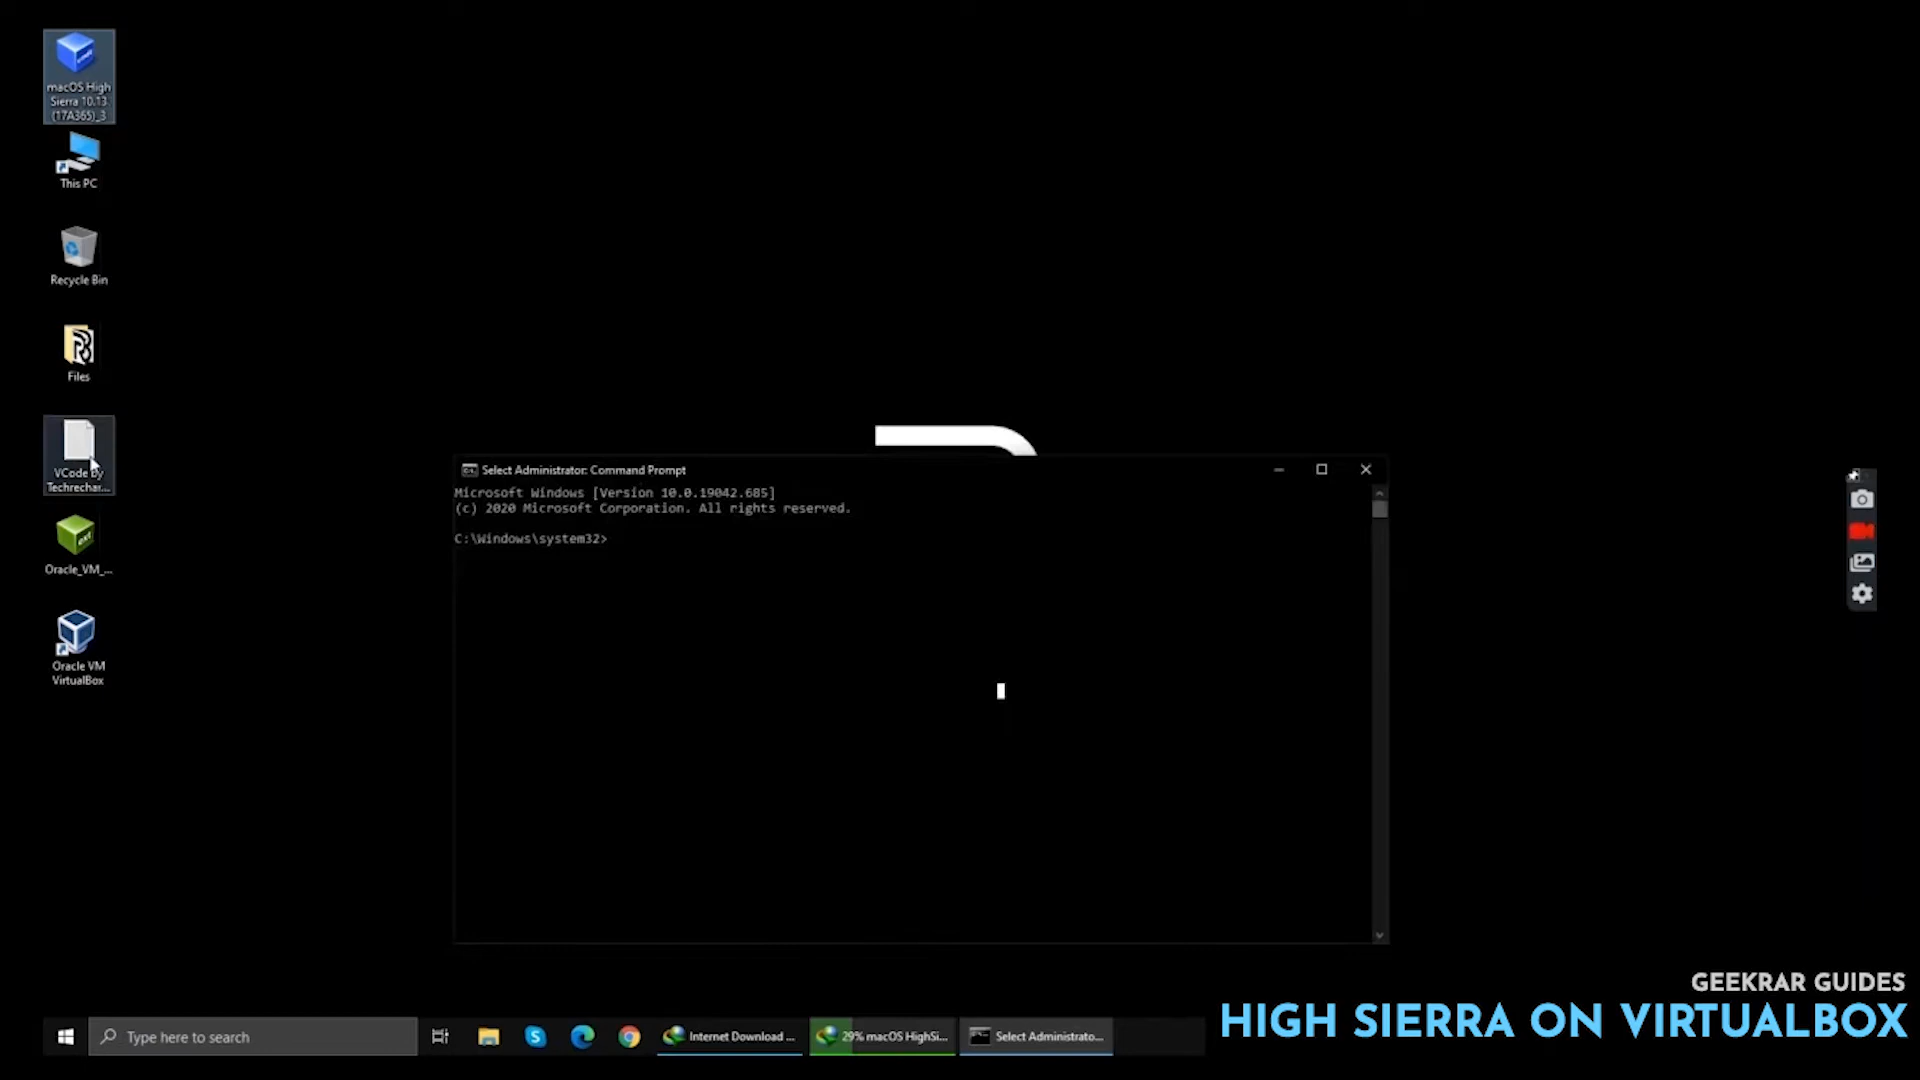 macOS High
Sierra 10.13
(17A365)_3
This PC
Recycle Bin
Files
VCode By
Techrechar...
Oracle_VM_...
Oracle VM
VirtualBox
Select Administrator: Command Prompt
Microsoft Windows [Version 10.0.19042.685]
(c) 2020 Microsoft Corporation. All rights reserved.
C:\Windows\system32>
GEEKRAR GUIDES
HIGH SIERRA ON VIRTUALBOX
Type here to search
Internet Download ...
29% macOS HighSi...
Select Administrato...